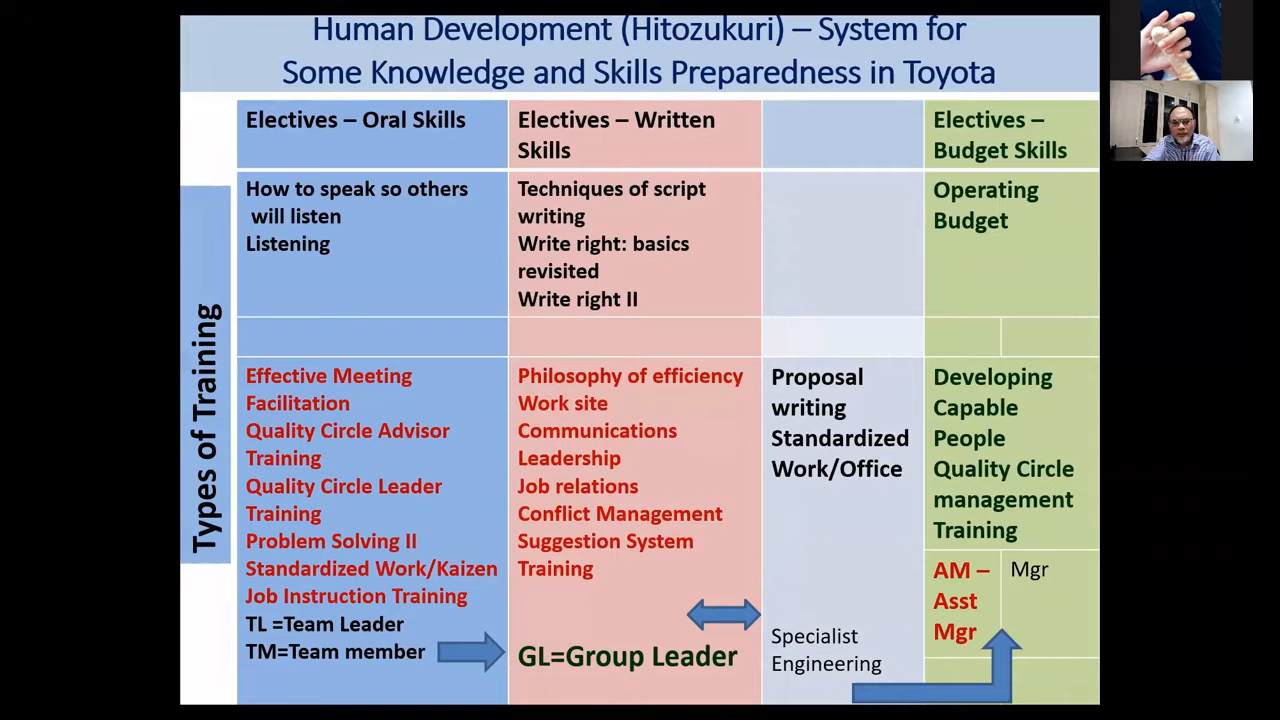 Human Development (Hitozukuri) – System for
Some Knowledge and Skills Preparedness in Toyota
Electives – Oral Skills
Electives – Written
Skills
Electives –
Budget Skills
Types of Training
How to speak so others
will listen
Listening
Techniques of script
writing
Write right: basics
revisited
Write right II
Operating
Budget
Effective Meeting
Facilitation
Quality Circle Advisor
Training
Quality Circle Leader
Training
Problem Solving II
Standardized Work/Kaizen
Job Instruction Training
TL =Team Leader
TM=Team member
Philosophy of efficiency
Work site
Communications
Leadership
Job relations
Conflict Management
Suggestion System
Training
GL=Group Leader
Proposal
writing
Standardized
Work/Office
Specialist
Engineering
Developing
Capable
People
Quality Circle
management
Training
AM –
Asst
Mgr
Mgr